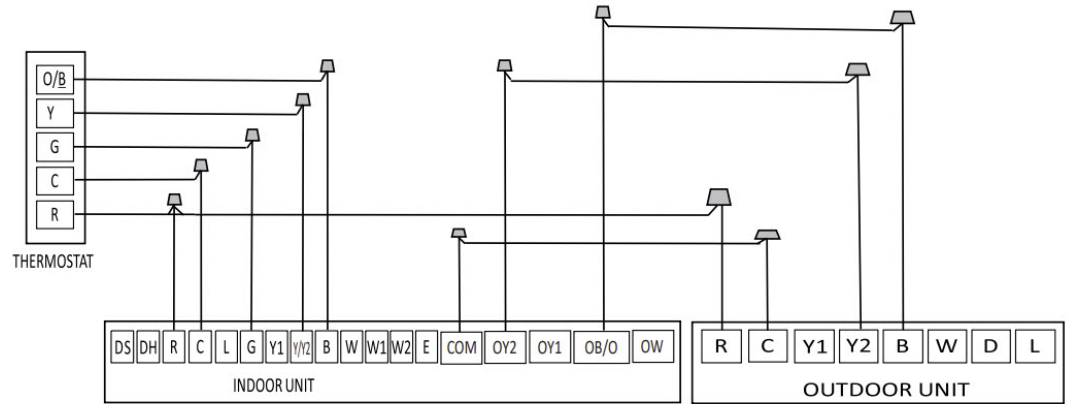 O/B
Y
G
C
R
THERMOSTAT
DS DH R C L G Y1 Y/Y2 B W W1 W2 E COM OY2 OY1 OB/O OW
INDOOR UNIT
R C Y1 Y2 B W D L
OUTDOOR UNIT